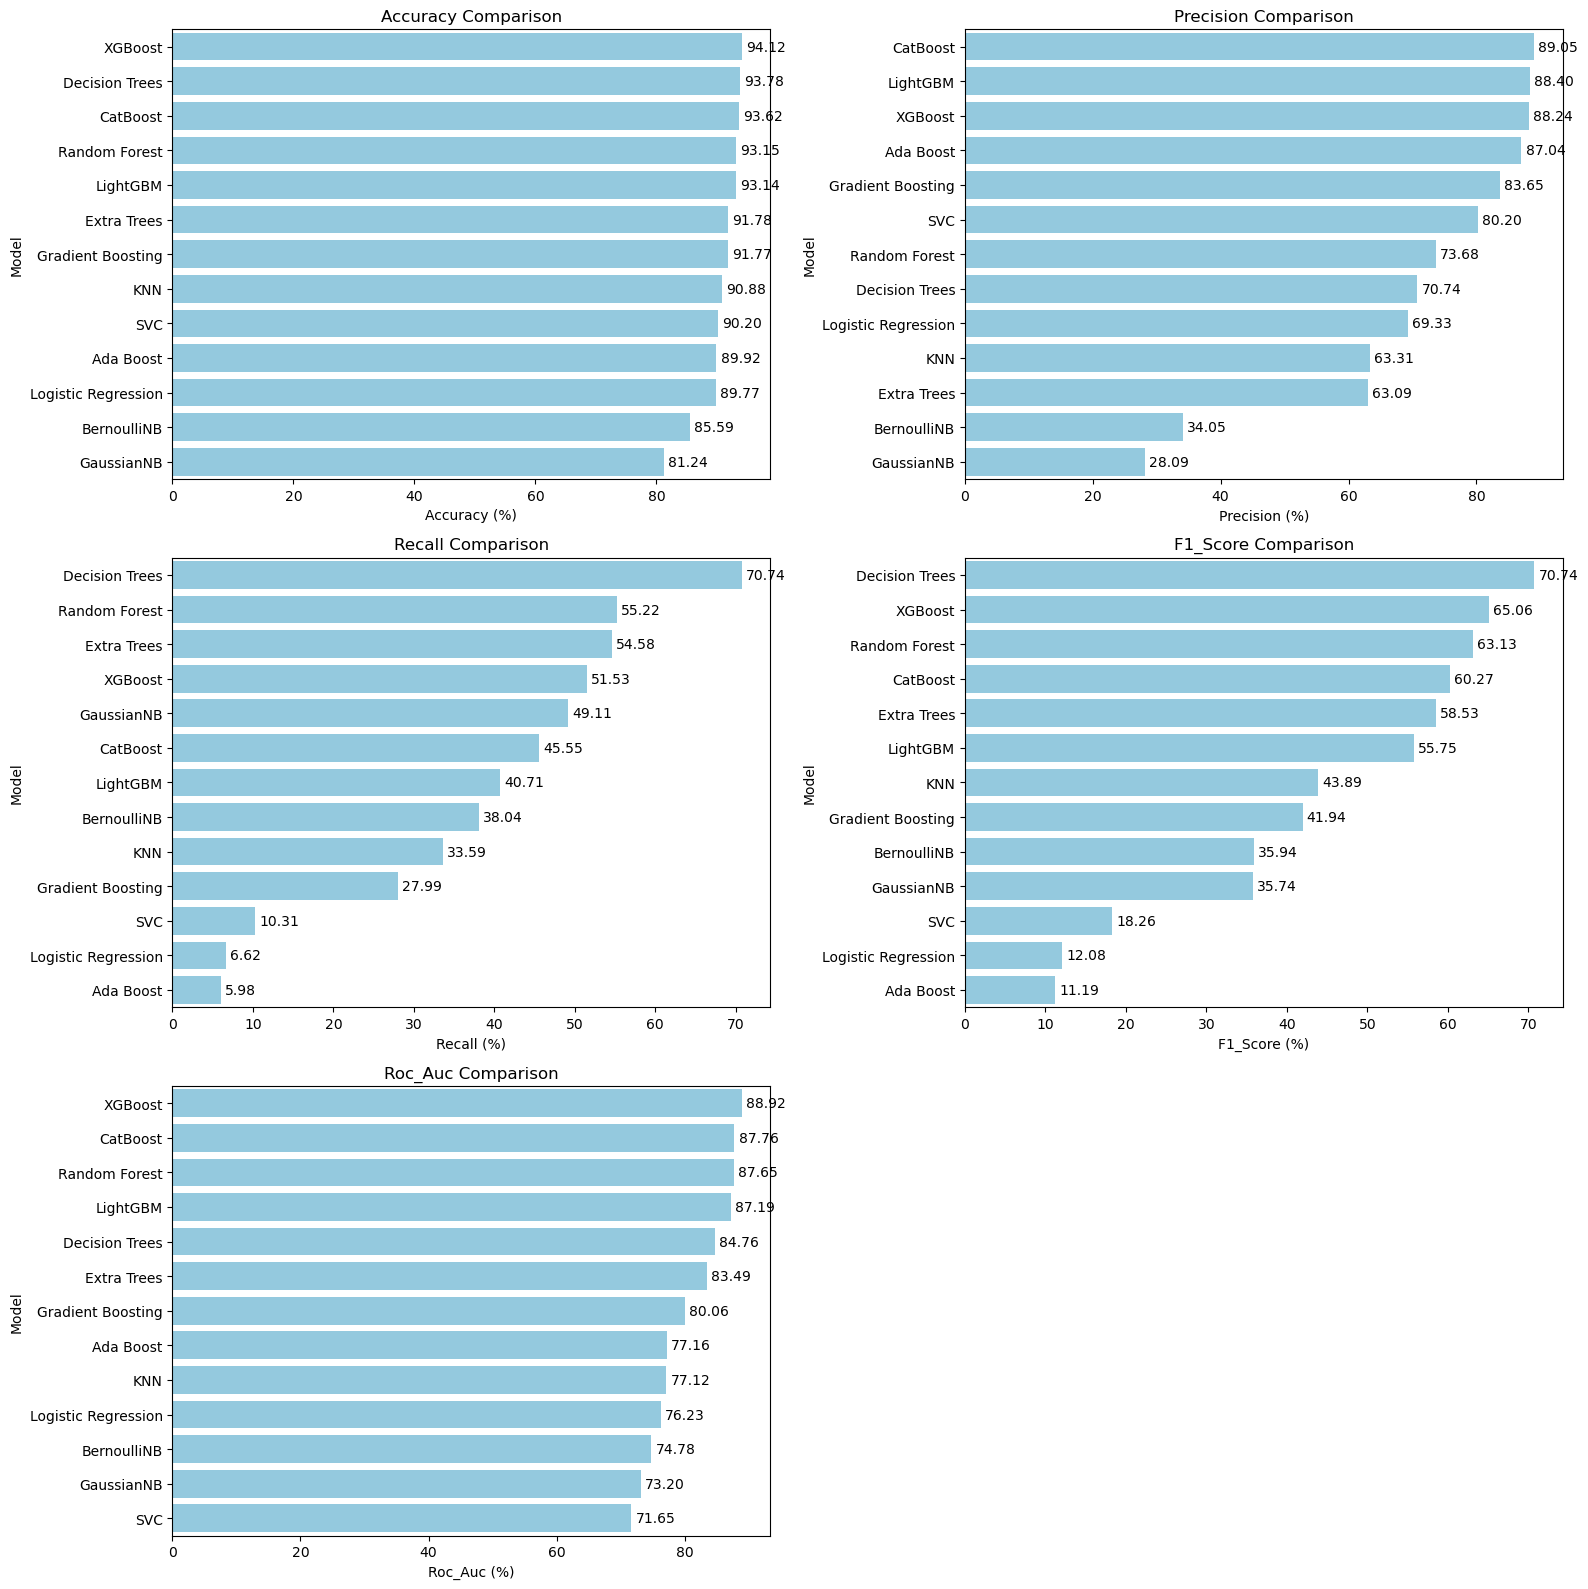 Accuracy Comparison
Model
XGBoost 94.12
Decision Trees 93.78
CatBoost 93.62
Random Forest 93.15
LightGBM 93.14
Extra Trees 91.78
Gradient Boosting 91.77
KNN 90.88
SVC 90.20
Ada Boost 89.92
Logistic Regression 89.77
BernoulliNB 85.59
GaussianNB 81.24
0 20 40 60 80
Accuracy (%)
Precision Comparison
Model
CatBoost 89.05
LightGBM 88.40
XGBoost 88.24
Ada Boost 87.04
Gradient Boosting 83.65
SVC 80.20
Random Forest 73.68
Decision Trees 70.74
Logistic Regression 69.33
KNN 63.31
Extra Trees 63.09
BernoulliNB 34.05
GaussianNB 28.09
0 20 40 60 80
Precision (%)
Recall Comparison
Model
Decision Trees 70.74
Random Forest 55.22
Extra Trees 54.58
XGBoost 51.53
GaussianNB 49.11
CatBoost 45.55
LightGBM 40.71
BernoulliNB 38.04
KNN 33.59
Gradient Boosting 27.99
SVC 10.31
Logistic Regression 6.62
Ada Boost 5.98
0 10 20 30 40 50 60 70
Recall (%)
F1_Score Comparison
Model
Decision Trees 70.74
XGBoost 65.06
Random Forest 63.13
CatBoost 60.27
Extra Trees 58.53
LightGBM 55.75
KNN 43.89
Gradient Boosting 41.94
BernoulliNB 35.94
GaussianNB 35.74
SVC 18.26
Logistic Regression 12.08
Ada Boost 11.19
0 10 20 30 40 50 60 70
F1_Score (%)
Roc_Auc Comparison
Model
XGBoost 88.92
CatBoost 87.76
Random Forest 87.65
LightGBM 87.19
Decision Trees 84.76
Extra Trees 83.49
Gradient Boosting 80.06
Ada Boost 77.16
KNN 77.12
Logistic Regression 76.23
BernoulliNB 74.78
GaussianNB 73.20
SVC 71.65
0 20 40 60 80
Roc_Auc (%)